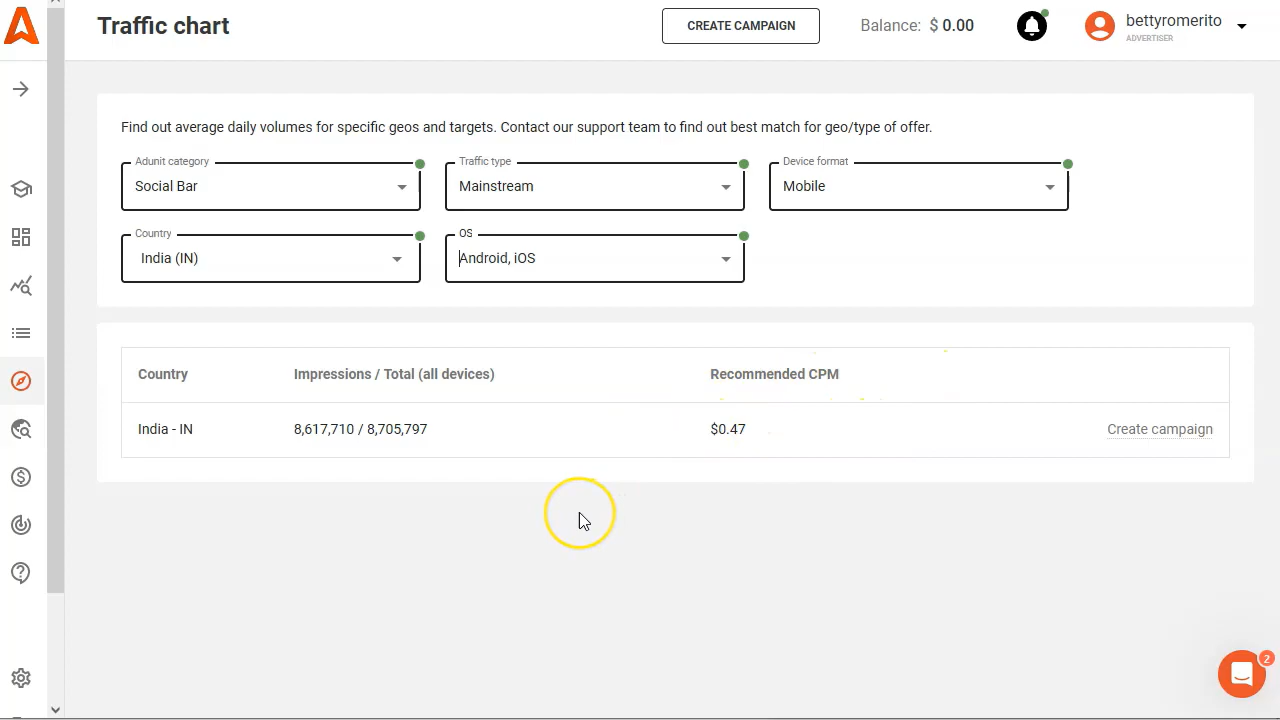 Traffic chart
CREATE CAMPAIGN
Balance: $ 0.00
bettyromerito
ADVERTISER
Find out average daily volumes for specific geos and targets. Contact our support team to find out best match for geo/type of offer.
Adunit category
Social Bar
Traffic type
Mainstream
Device format
Mobile
Country
India (IN)
OS
Android, iOS
Country
Impressions / Total (all devices)
Recommended CPM
India - IN
8,617,710 / 8,705,797
$0.47
Create campaign
2